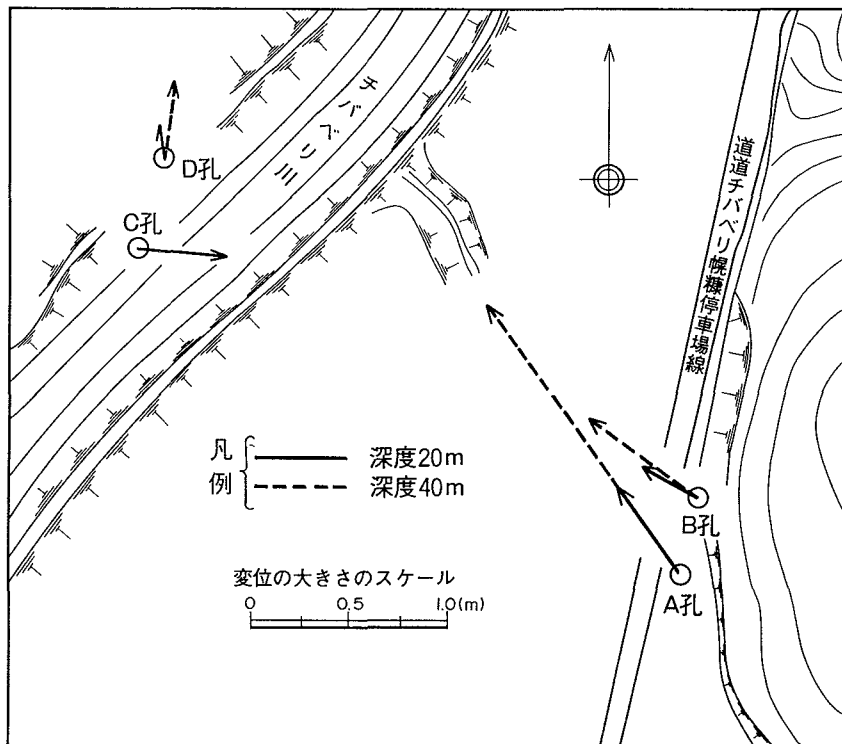 チバベリ川
D孔
C孔
道道チバベリ幌糠停車場線
凡例
深度20m
深度40m
B孔
A孔
変位の大きさのスケール
0 0.5 1.0(m)